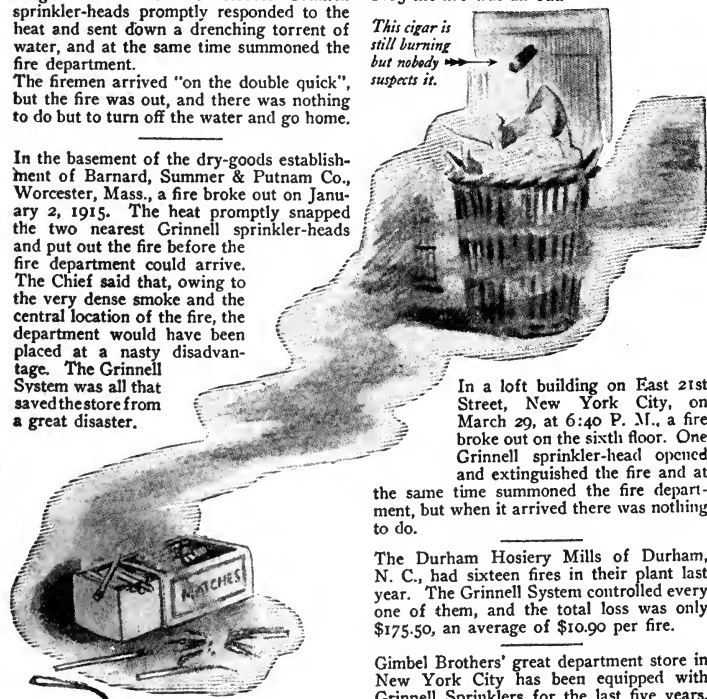 sprinkler-heads promptly responded to the
heat and sent down a drenching torrent of
water, and at the same time summoned the
fire department.
The firemen arrived "on the double quick",
but the fire was out, and there was nothing
to do but to turn off the water and go home.
In the basement of the dry-goods establish-
ment of Barnard, Summer & Putnam Co.,
Worcester, Mass., a fire broke out on Janu-
ary 2, 1915. The heat promptly snapped
the two nearest Grinnell sprinkler-heads
and put out the fire before the
fire department could arrive.
The Chief said that, owing to
the very dense smoke and the
central location of the fire, the
department would have been
placed at a nasty disadvan-
tage. The Grinnell
System was all that
saved the store from
a great disaster.
MATCHES
This cigar is
still burning
but nobody
suspects it.
In a loft building on East 21st
Street, New York City, on
March 29, at 6:40 P. M., a fire
broke out on the sixth floor. One
Grinnell sprinkler-head opened
and extinguished the fire and at
the same time summoned the fire depart-
ment, but when it arrived there was nothing
to do.
The Durham Hosiery Mills of Durham,
N. C., had sixteen fires in their plant last
year. The Grinnell System controlled every
one of them, and the total loss was only
$175.50, an average of $10.90 per fire.
Gimbel Brothers' great department store in
New York City has been equipped with
Grinnell Sprinklers for the last five years.